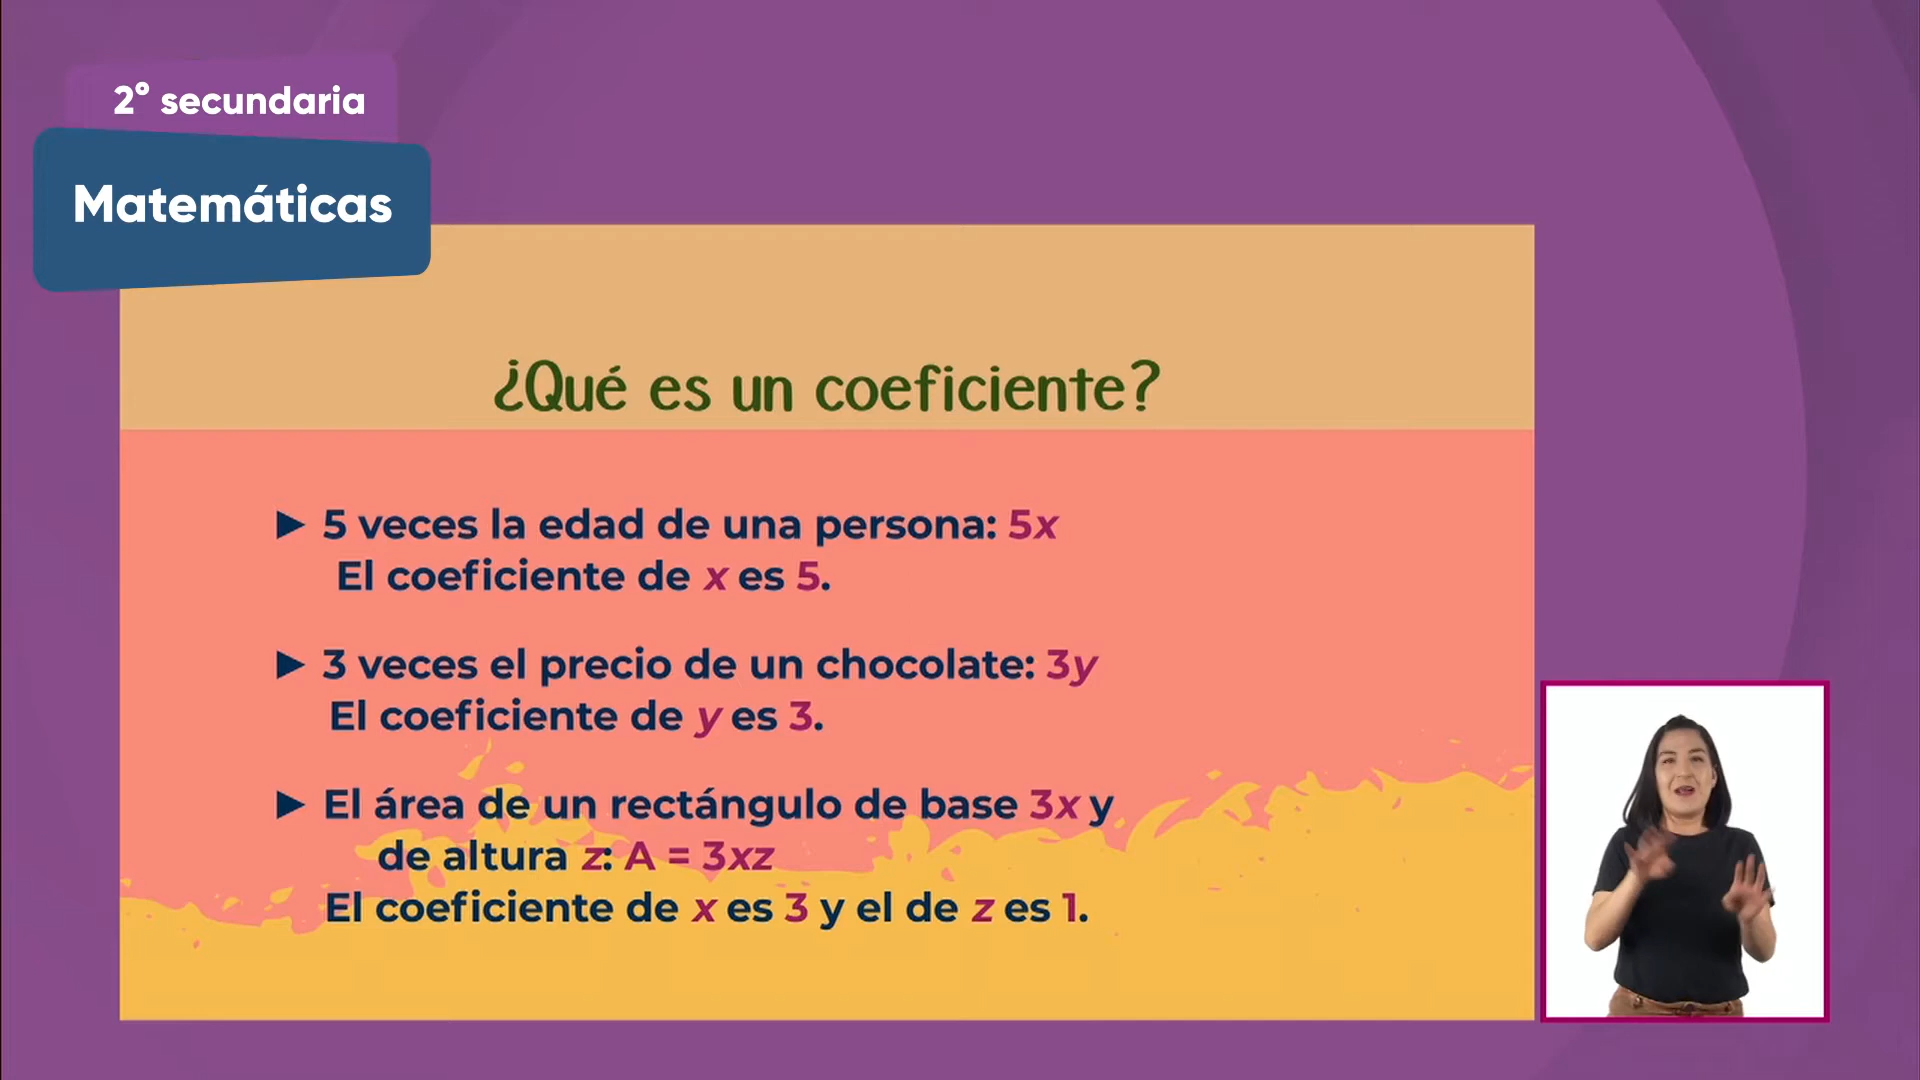 2° secundaria
Matemáticas
¿Qué es un coeficiente?
► 5 veces la edad de una persona: 5x
El coeficiente de x es 5.
► 3 veces el precio de un chocolate: 3y
El coeficiente de y es 3.
► El área de un rectángulo de base 3x y
de altura z: A = 3xz
El coeficiente de x es 3 y el de z es 1.